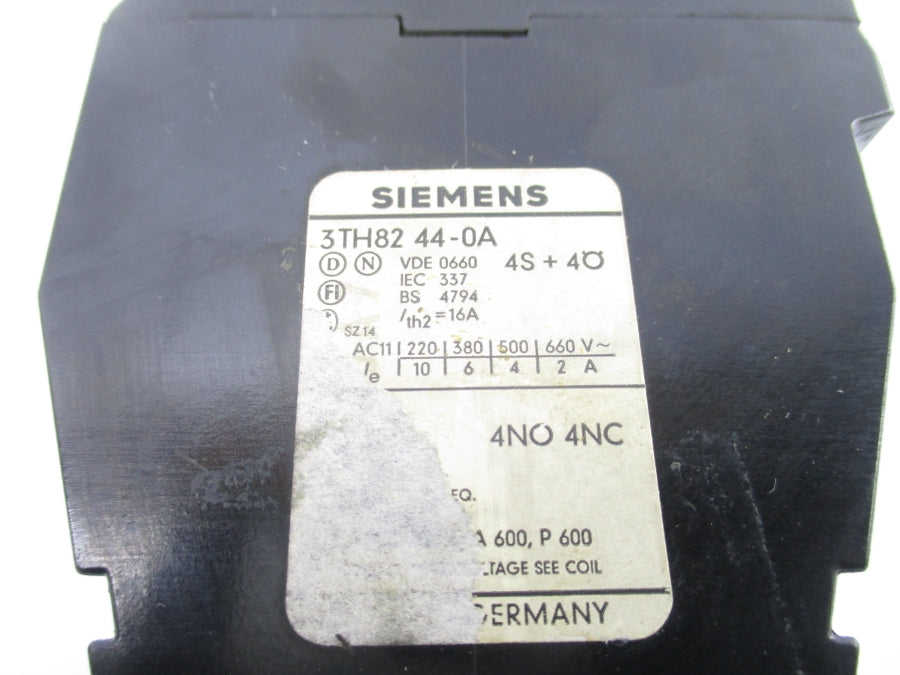 SIEMENS
3TH82 44-0A
D N VDE 0660 4S + 4Ö
IEC 337
FI BS 4794
Ith2 = 16A
SZ 14
AC11 220 380 500 660 V~
Ie 10 6 4 2 A
4NO 4NC
EQ.
A 600, P 600
LTAGE SEE COIL
GERMANY